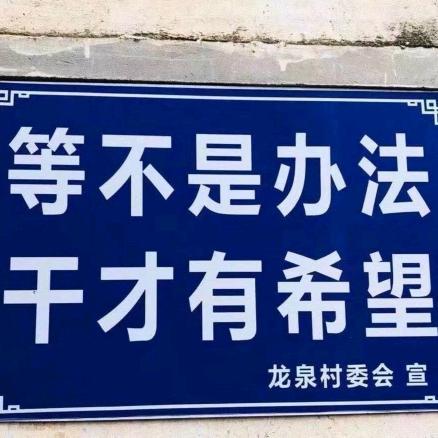 等不是办法
干才有希望
龙泉村委会 宣